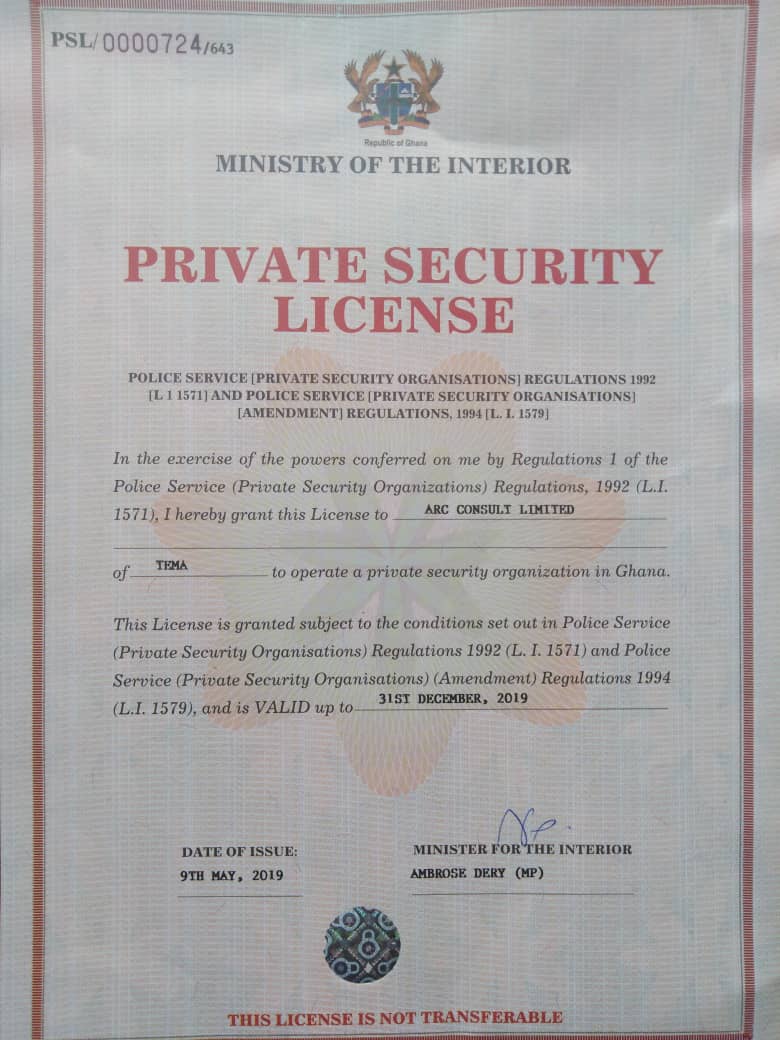 PSL/0000724/643
Republic of Ghana
MINISTRY OF THE INTERIOR
PRIVATE SECURITY
LICENSE
POLICE SERVICE [PRIVATE SECURITY ORGANISATIONS] REGULATIONS 1992
[L 1 1571] AND POLICE SERVICE [PRIVATE SECURITY ORGANISATIONS]
[AMENDMENT] REGULATIONS, 1994 [L. I. 1579]
In the exercise of the powers conferred on me by Regulations 1 of the
Police Service (Private Security Organizations) Regulations, 1992 (L.I.
1571), I hereby grant this License to ARC CONSULT LIMITED
of TEMA to operate a private security organization in Ghana.
This License is granted subject to the conditions set out in Police Service
(Private Security Organisations) Regulations 1992 (L. I. 1571) and Police
Service (Private Security Organisations) (Amendment) Regulations 1994
(L.I. 1579), and is VALID up to 31ST DECEMBER, 2019
DATE OF ISSUE:
9TH MAY, 2019
MINISTER FOR THE INTERIOR
AMBROSE DERY (MP)
THIS LICENSE IS NOT TRANSFERABLE